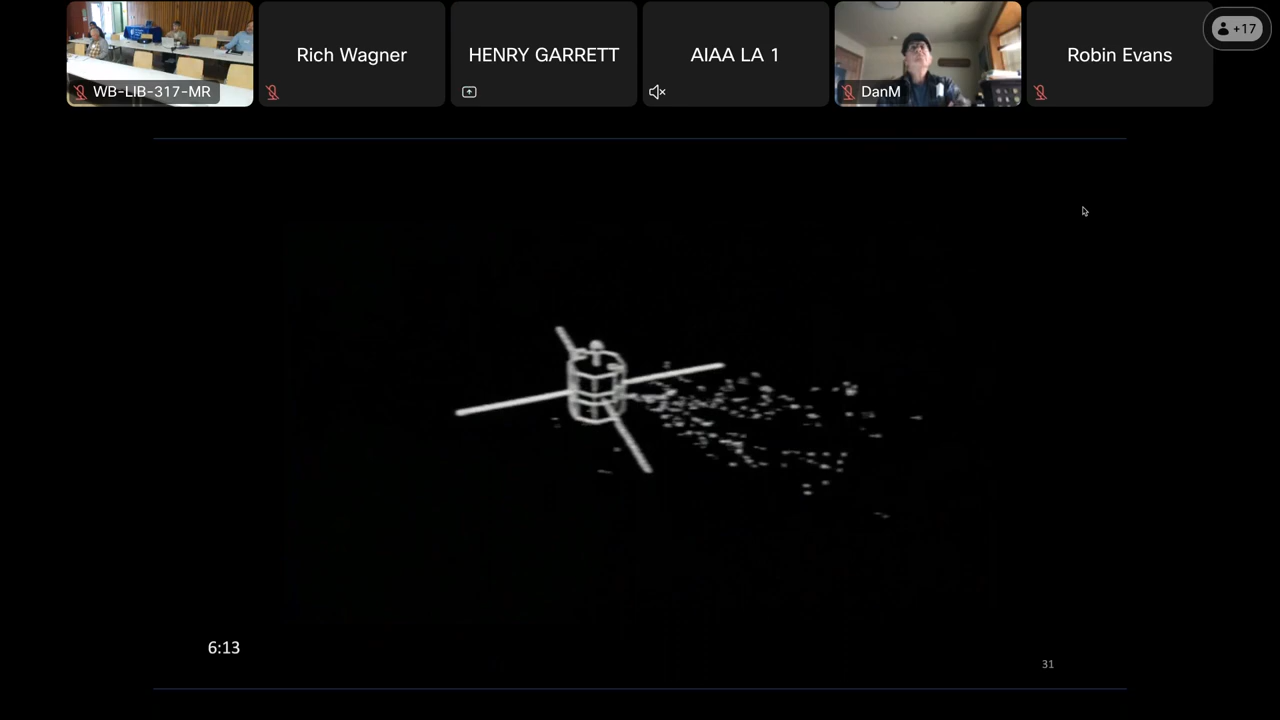 Rich Wagner
HENRY GARRETT
AIAA LA 1
Robin Evans
+17
WB-LIB-317-MR
DanM
6:13
31